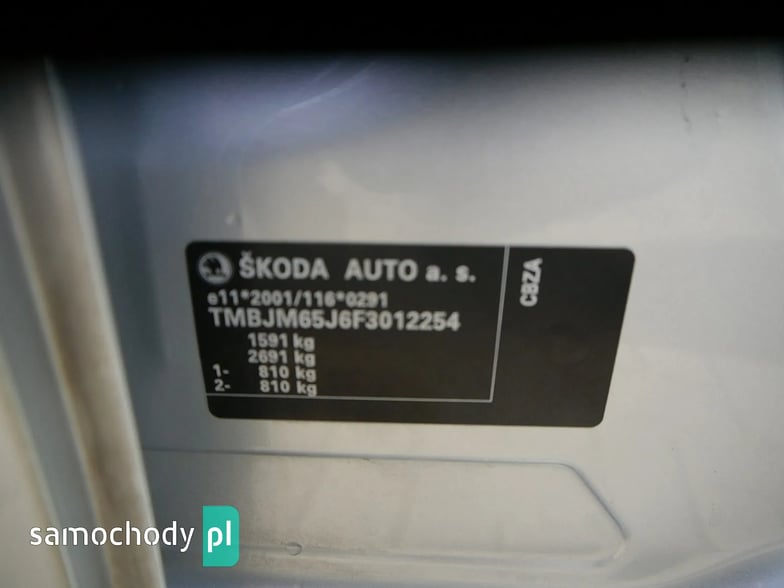 ŠKODA AUTO a. s.
e11*2001/116*0291
TMBJM65J6F3012254
1591 kg
2691 kg
1- 810 kg
2- 810 kg
CBZA
samochody pl